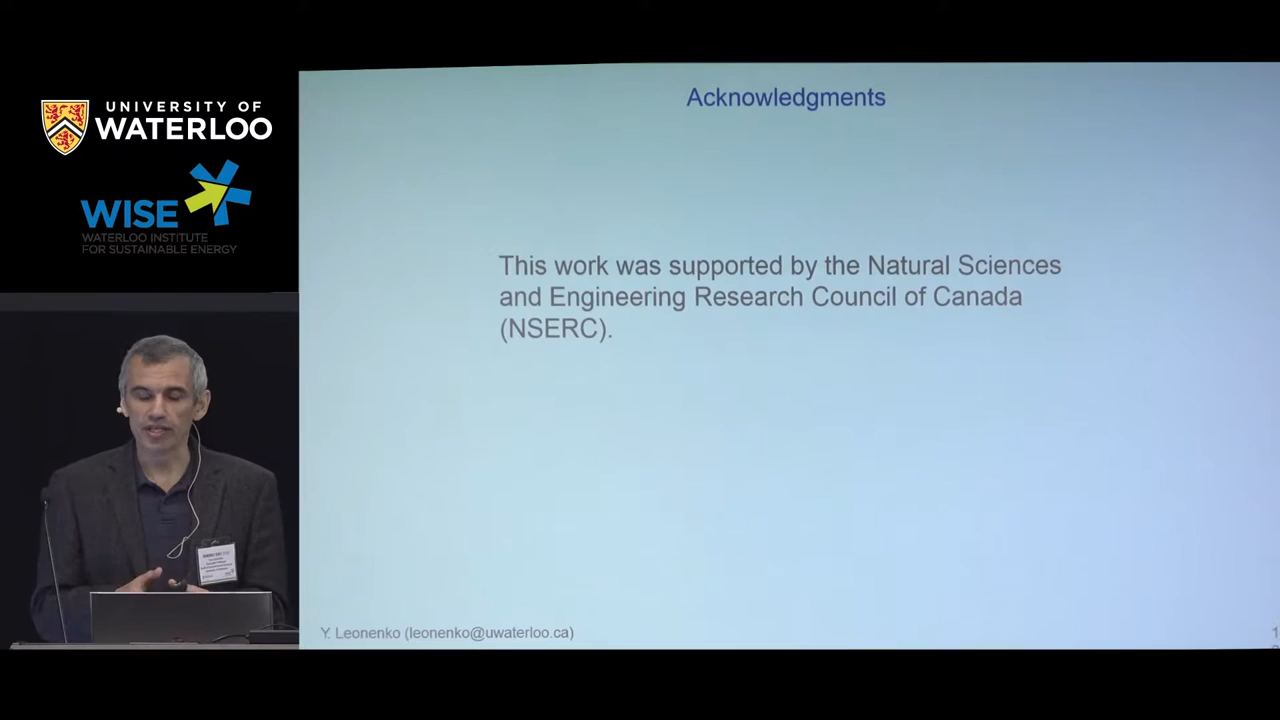 UNIVERSITY OF
WATERLOO
WISE
WATERLOO INSTITUTE
FOR SUSTAINABLE ENERGY
Acknowledgments
This work was supported by the Natural Sciences
and Engineering Research Council of Canada
(NSERC).
Y. Leonenko (leonenko@uwaterloo.ca)